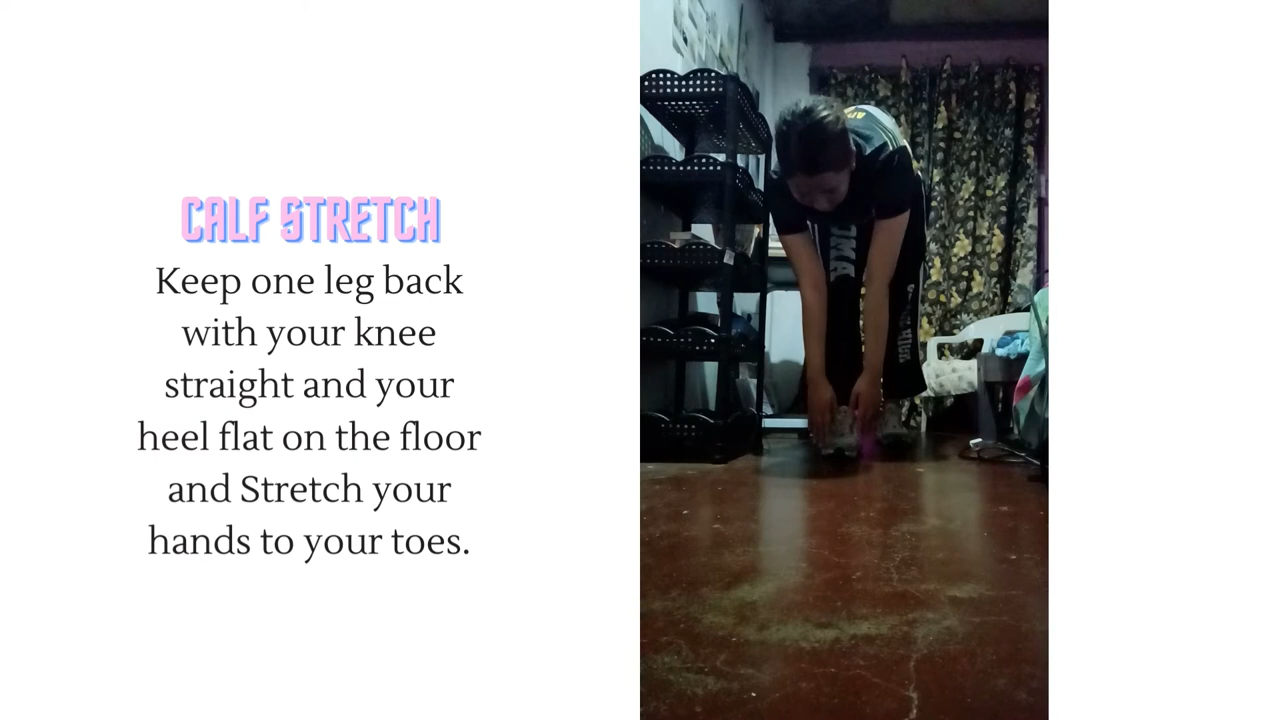 CALF STRETCH
Keep one leg back
with your knee
straight and your
heel flat on the floor
and Stretch your
hands to your toes.